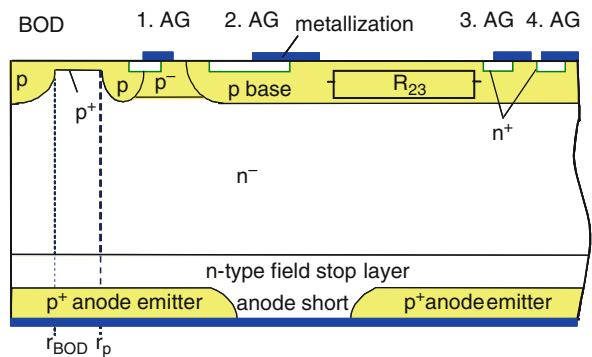 BOD 1. AG 2. AG metallization 3. AG 4. AG
p p⁺ p p⁻ p base R₂₃ n⁺
n⁻
n-type field stop layer
p⁺ anode emitter anode short p⁺anode emitter
r_BOD r_p